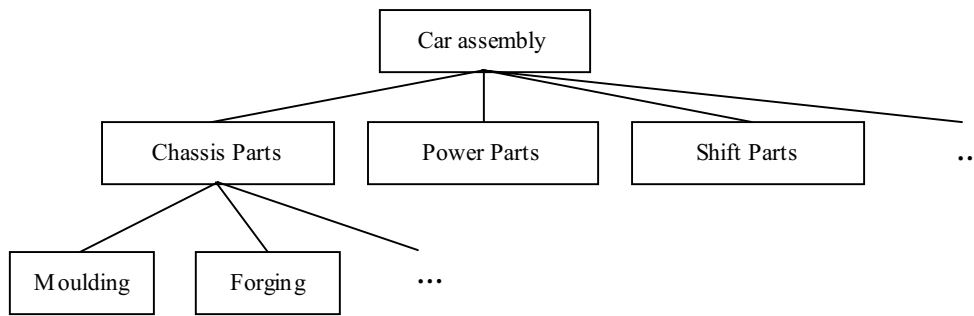 Car assembly
Chassis Parts
Power Parts
Shift Parts
..
Moulding
Forging
...